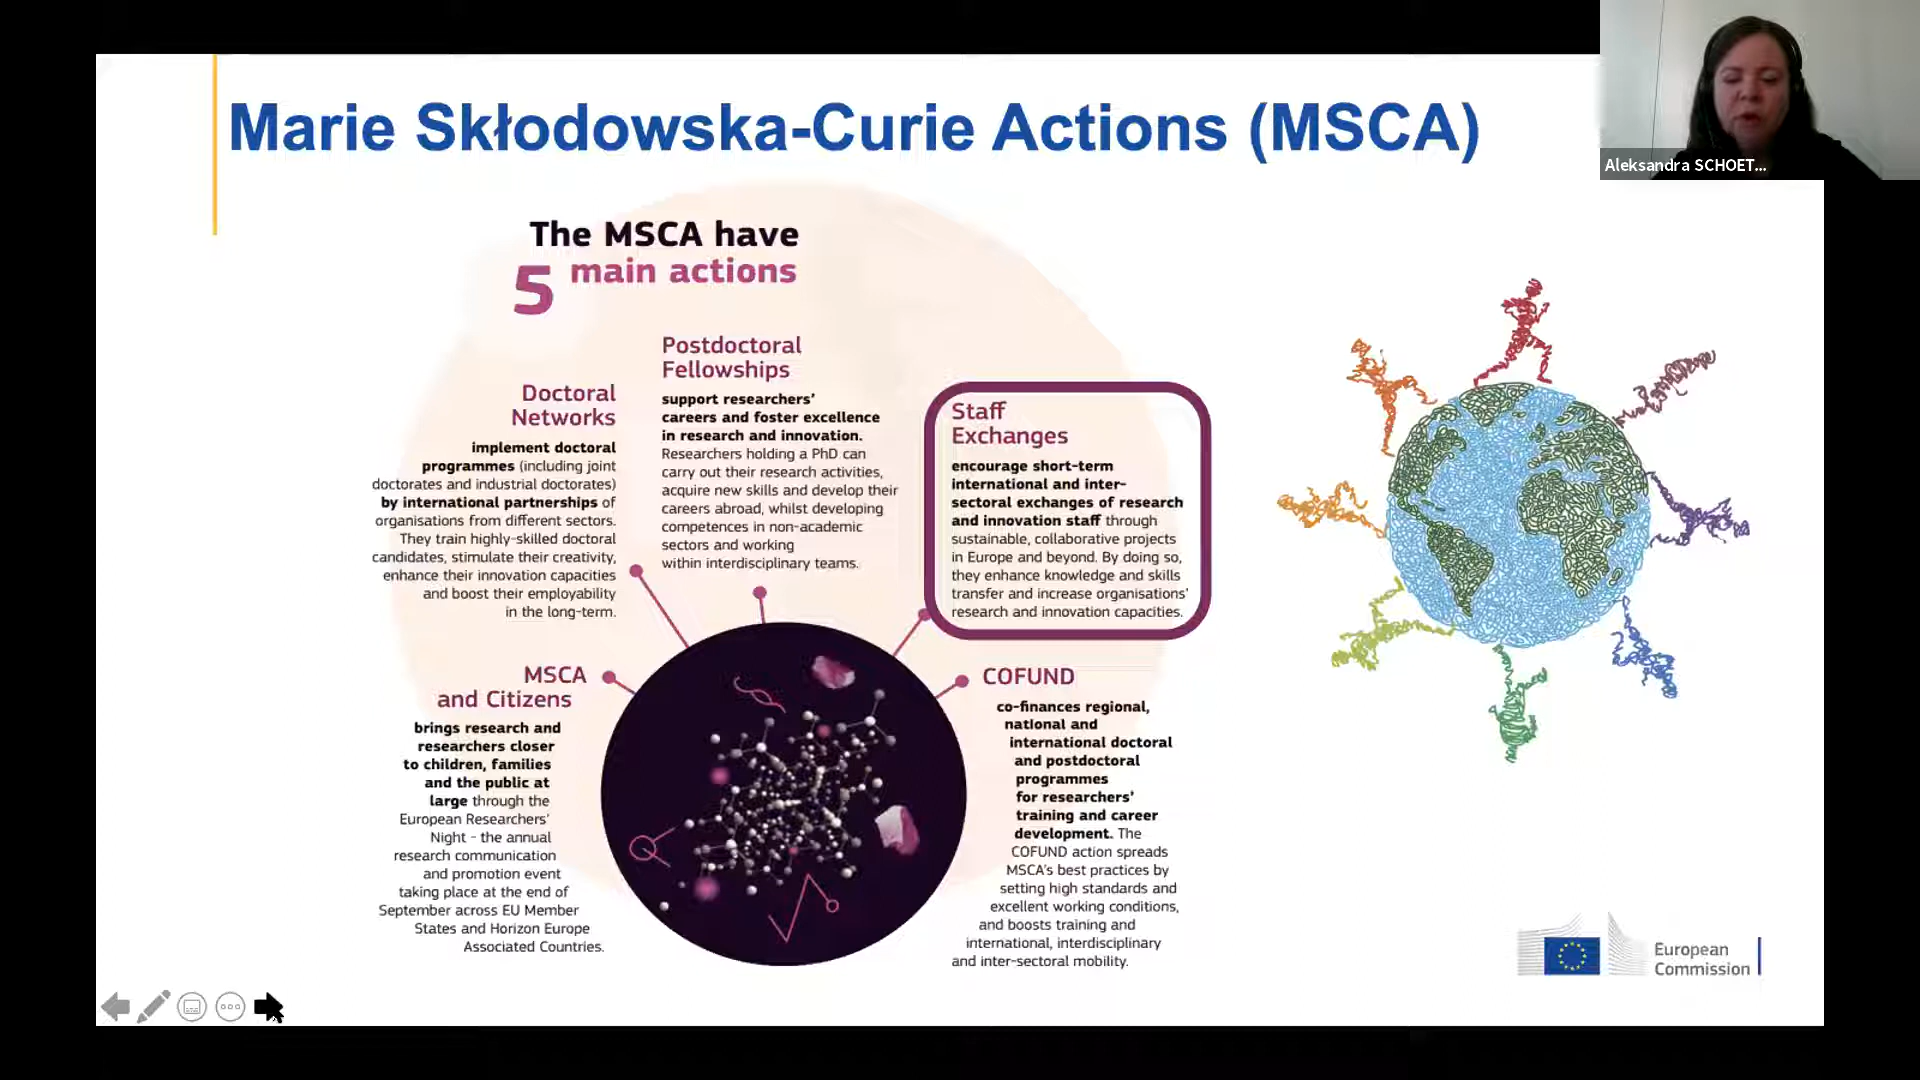 Marie Skłodowska-Curie Actions (MSCA)
Aleksandra SCHOET...
The MSCA have
5 main actions
Doctoral
Networks
implement doctoral
programmes (including joint
doctorates and industrial doctorates)
by international partnerships of
organisations from different sectors.
They train highly-skilled doctoral
candidates, stimulate their creativity,
enhance their innovation capacities
and boost their employability
in the long-term.
Postdoctoral
Fellowships
support researchers'
careers and foster excellence
in research and innovation.
Researchers holding a PhD can
carry out their research activities,
acquire new skills and develop their
careers abroad, whilst developing
competences in non-academic
sectors and working
within interdisciplinary teams.
Staff
Exchanges
encourage short-term
international and inter-
sectoral exchanges of research
and innovation staff through
sustainable, collaborative projects
in Europe and beyond. By doing so,
they enhance knowledge and skills
transfer and increase organisations'
research and innovation capacities.
MSCA
and Citizens
brings research and
researchers closer
to children, families
and the public at
large through the
European Researchers'
Night - the annual
research communication
and promotion event
taking place at the end of
September across EU Member
States and Horizon Europe
Associated Countries.
COFUND
co-finances regional,
national and
international doctoral
and postdoctoral
programmes
for researchers'
training and career
development. The
COFUND action spreads
MSCA's best practices by
setting high standards and
excellent working conditions,
and boosts training and
international, interdisciplinary
and inter-sectoral mobility.
European
Commission